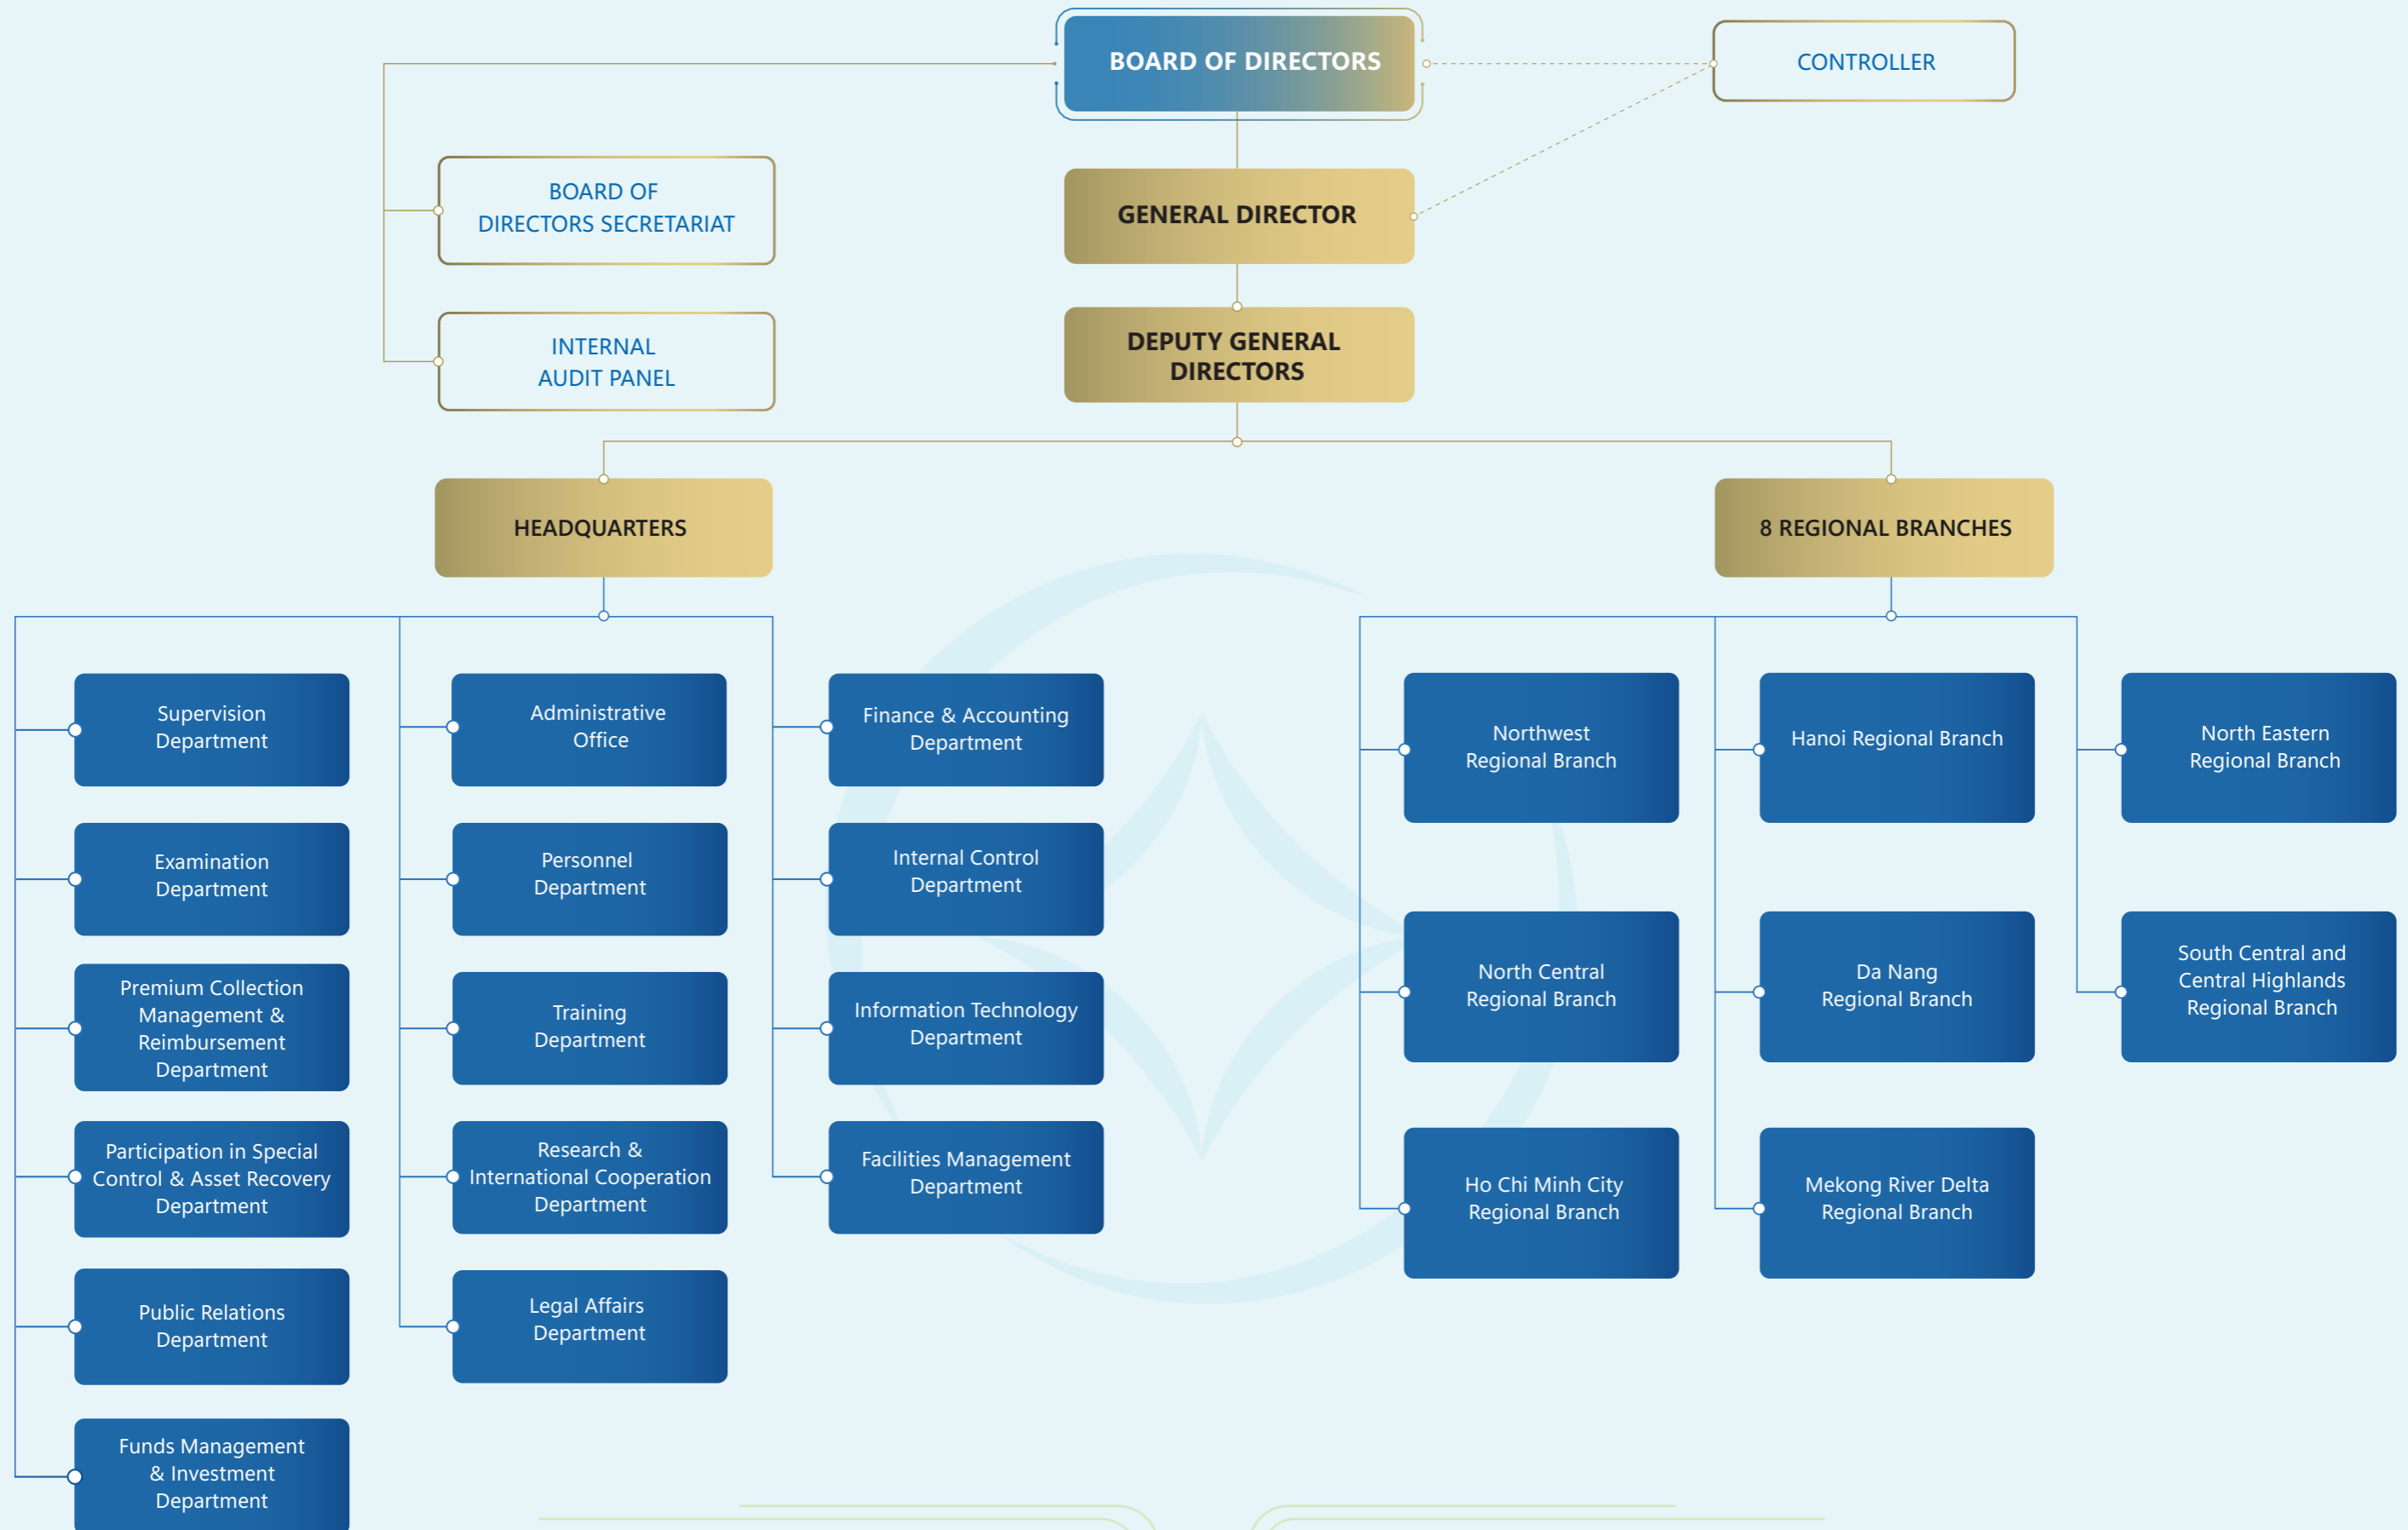 BOARD OF DIRECTORS
CONTROLLER
BOARD OF
DIRECTORS SECRETARIAT
GENERAL DIRECTOR
INTERNAL
AUDIT PANEL
DEPUTY GENERAL
DIRECTORS
HEADQUARTERS
8 REGIONAL BRANCHES
Supervision
Department
Examination
Department
Premium Collection
Management &
Reimbursement
Department
Participation in Special
Control & Asset Recovery
Department
Public Relations
Department
Funds Management
& Investment
Department
Administrative
Office
Personnel
Department
Training
Department
Research &
International Cooperation
Department
Legal Affairs
Department
Finance & Accounting
Department
Internal Control
Department
Information Technology
Department
Facilities Management
Department
Northwest
Regional Branch
North Central
Regional Branch
Ho Chi Minh City
Regional Branch
Hanoi Regional Branch
Da Nang
Regional Branch
Mekong River Delta
Regional Branch
North Eastern
Regional Branch
South Central and
Central Highlands
Regional Branch